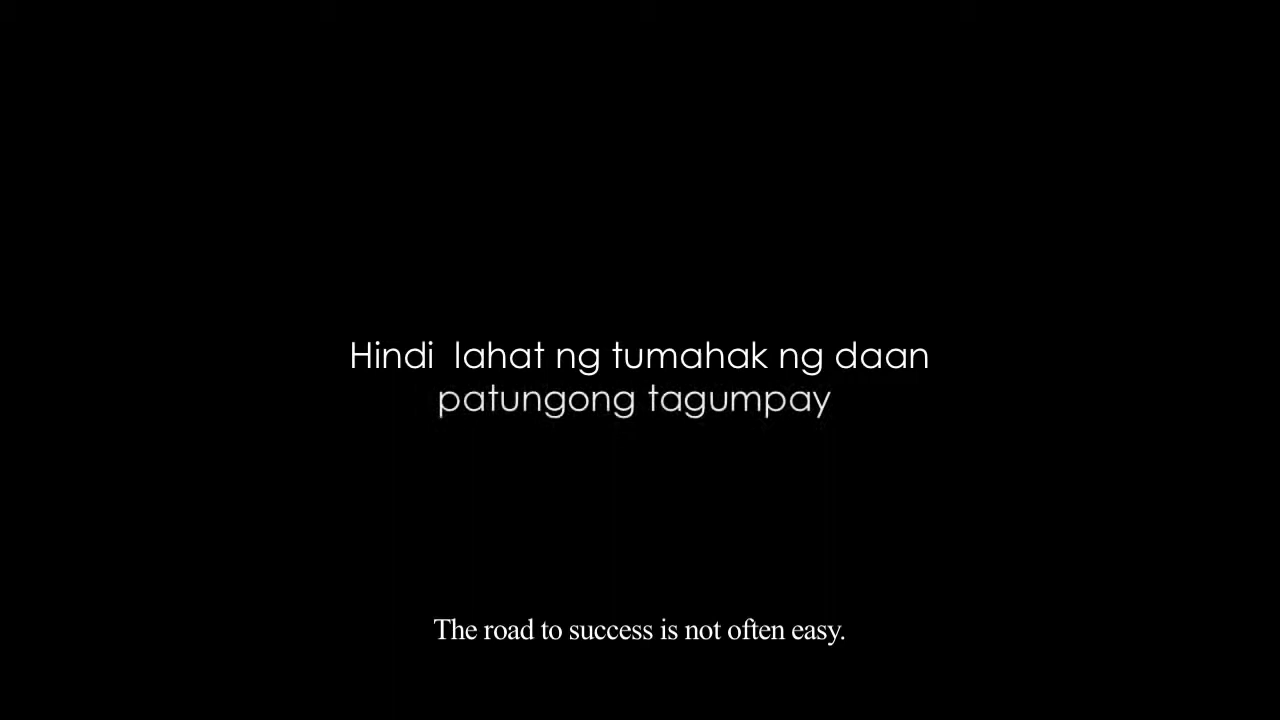 Hindi  lahat ng tumahak ng daan
patungong tagumpay
The road to success is not often easy.